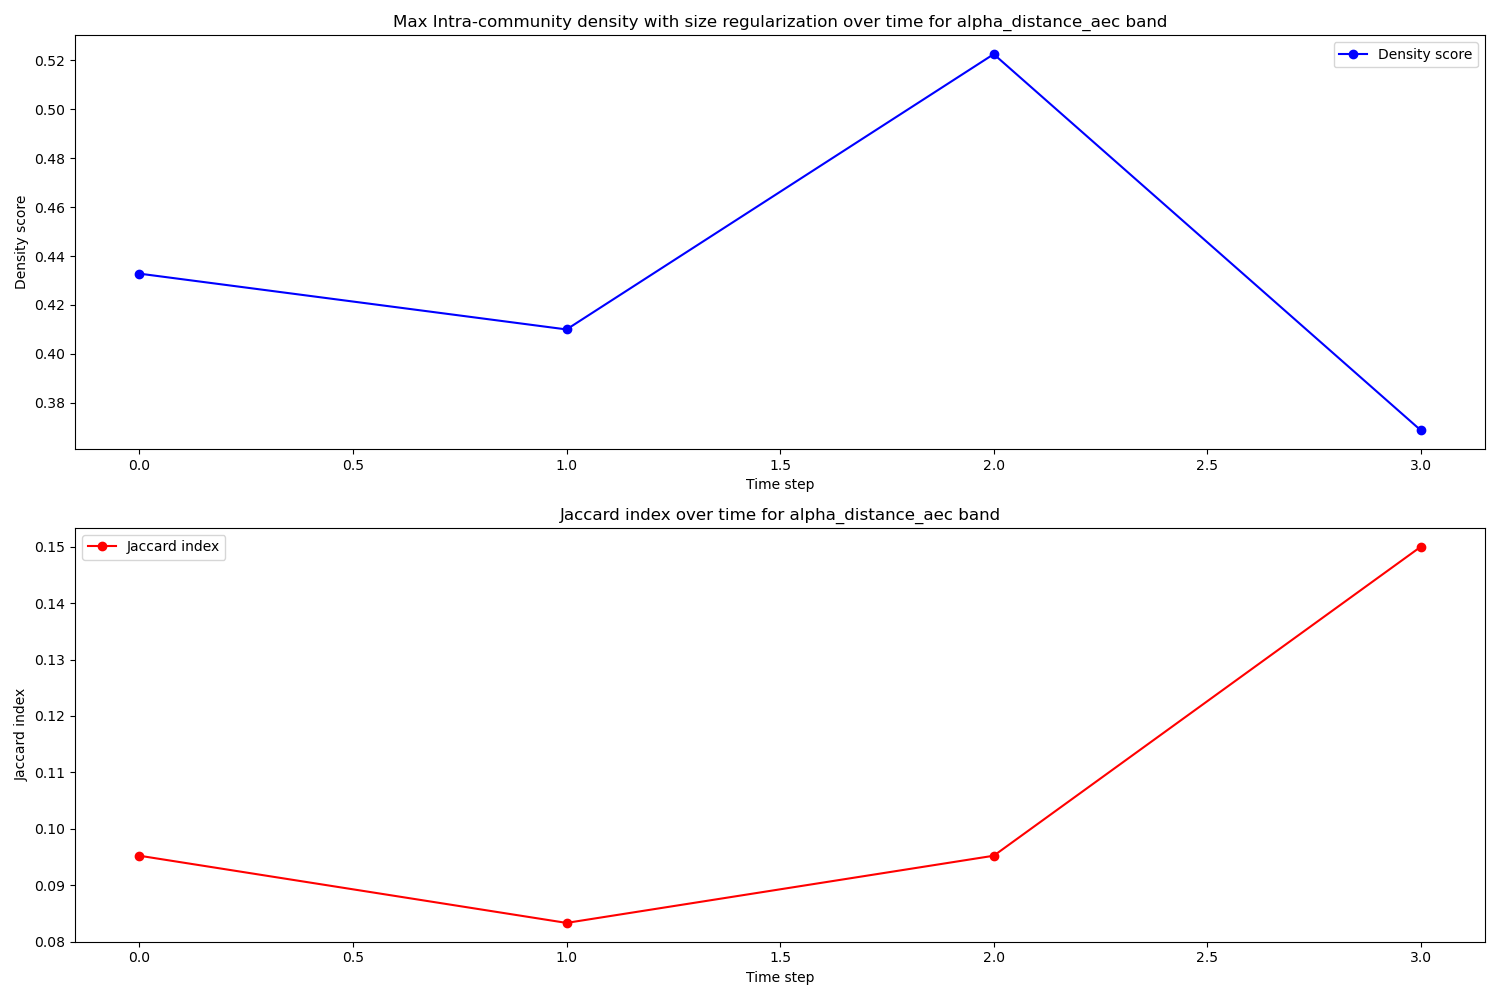 Max Intra-community density with size regularization over time for alpha_distance_aec band
Density score
Density score
0.52
0.50
0.48
0.46
0.44
0.42
0.40
0.38
0.0 0.5 1.0 1.5 2.0 2.5 3.0
Time step
Jaccard index over time for alpha_distance_aec band
Jaccard index
Jaccard index
0.15
0.14
0.13
0.12
0.11
0.10
0.09
0.08
0.0 0.5 1.0 1.5 2.0 2.5 3.0
Time step